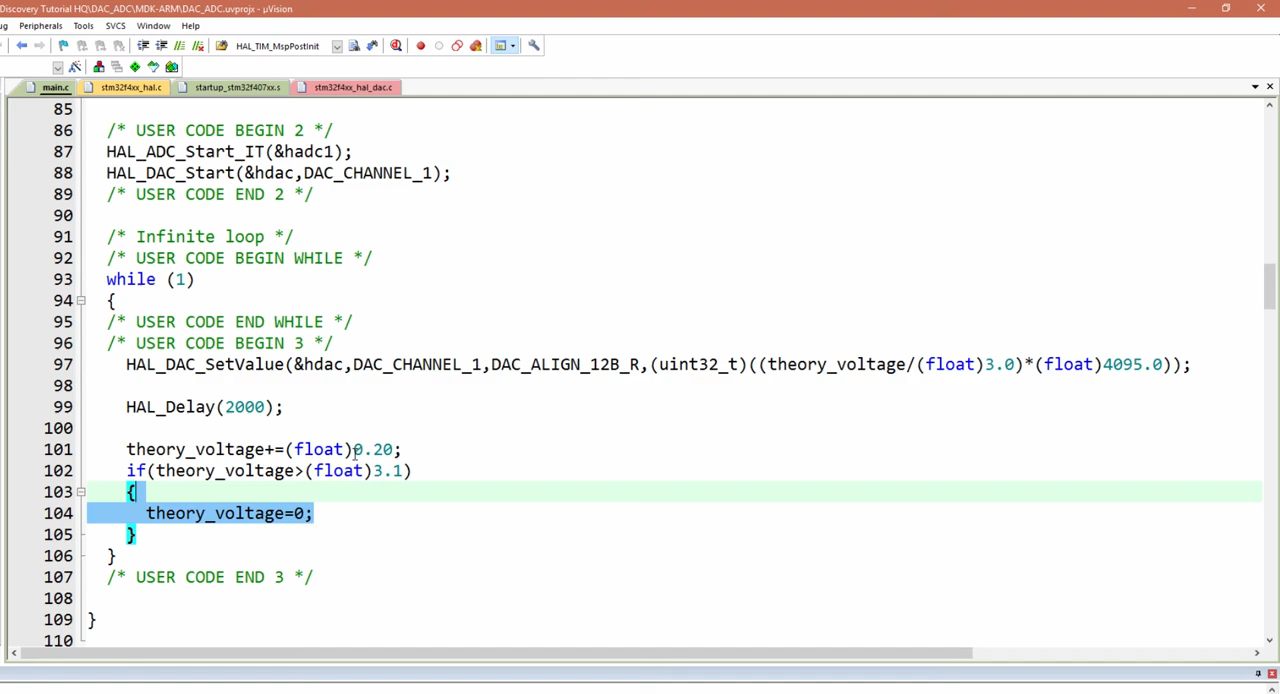 Discovery Tutorial HQ\DAC_ADC\MDK-ARM\DAC_ADC.uvprojx - µVision
ug Peripherals Tools SVCS Window Help
HAL_TIM_MspPostInit
main.c stm32f4xx_hal.c startup_stm32f407xx.s stm32f4xx_hal_dac.c
85
86 /* USER CODE BEGIN 2 */
87 HAL_ADC_Start_IT(&hadc1);
88 HAL_DAC_Start(&hdac,DAC_CHANNEL_1);
89 /* USER CODE END 2 */
90
91 /* Infinite loop */
92 /* USER CODE BEGIN WHILE */
93 while (1)
94 {
95 /* USER CODE END WHILE */
96 /* USER CODE BEGIN 3 */
97 HAL_DAC_SetValue(&hdac,DAC_CHANNEL_1,DAC_ALIGN_12B_R,(uint32_t)((theory_voltage/(float)3.0)*(float)4095.0));
98
99 HAL_Delay(2000);
100
101 theory_voltage+=(float)0.20;
102 if(theory_voltage>(float)3.1)
103 {
104 theory_voltage=0;
105 }
106 }
107 /* USER CODE END 3 */
108
109 }
110